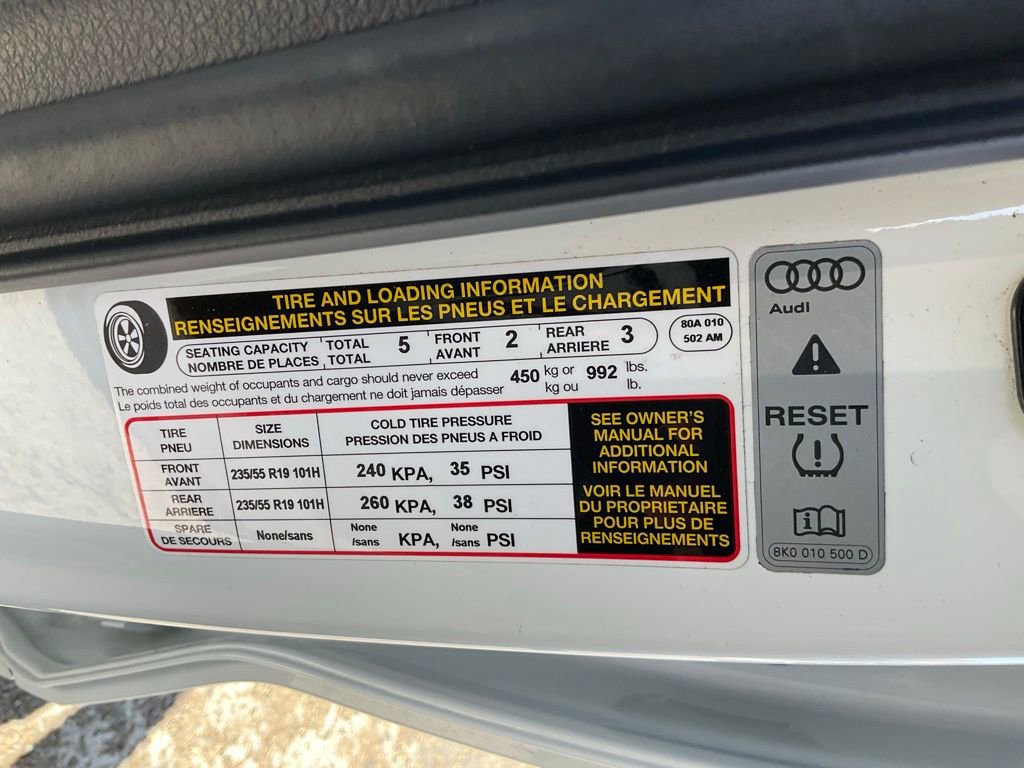 TIRE AND LOADING INFORMATION
RENSEIGNEMENTS SUR LES PNEUS ET LE CHARGEMENT
SEATING CAPACITY TOTAL 5 FRONT 2 REAR 3
NOMBRE DE PLACES TOTAL AVANT ARRIERE
80A 010
502 AM
The combined weight of occupants and cargo should never exceed 450 kg or 992 lbs.
Le poids total des occupants et du chargement ne doit jamais dépasser kg ou lb.
TIRE SIZE COLD TIRE PRESSURE
PNEU DIMENSIONS PRESSION DES PNEUS A FROID
FRONT
AVANT 235/55 R19 101H 240 KPA, 35 PSI
REAR
ARRIERE 235/55 R19 101H 260 KPA, 38 PSI
SPARE
DE SECOURS None/sans None /sans KPA, None /sans PSI
SEE OWNER'S
MANUAL FOR
ADDITIONAL
INFORMATION
VOIR LE MANUEL
DU PROPRIETAIRE
POUR PLUS DE
RENSEIGNEMENTS
Audi
RESET
8K0 010 500 D